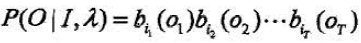 P(O | I, λ) = b_{i_1}(o_1)b_{i_2}(o_2)⋯b_{i_T}(o_T)